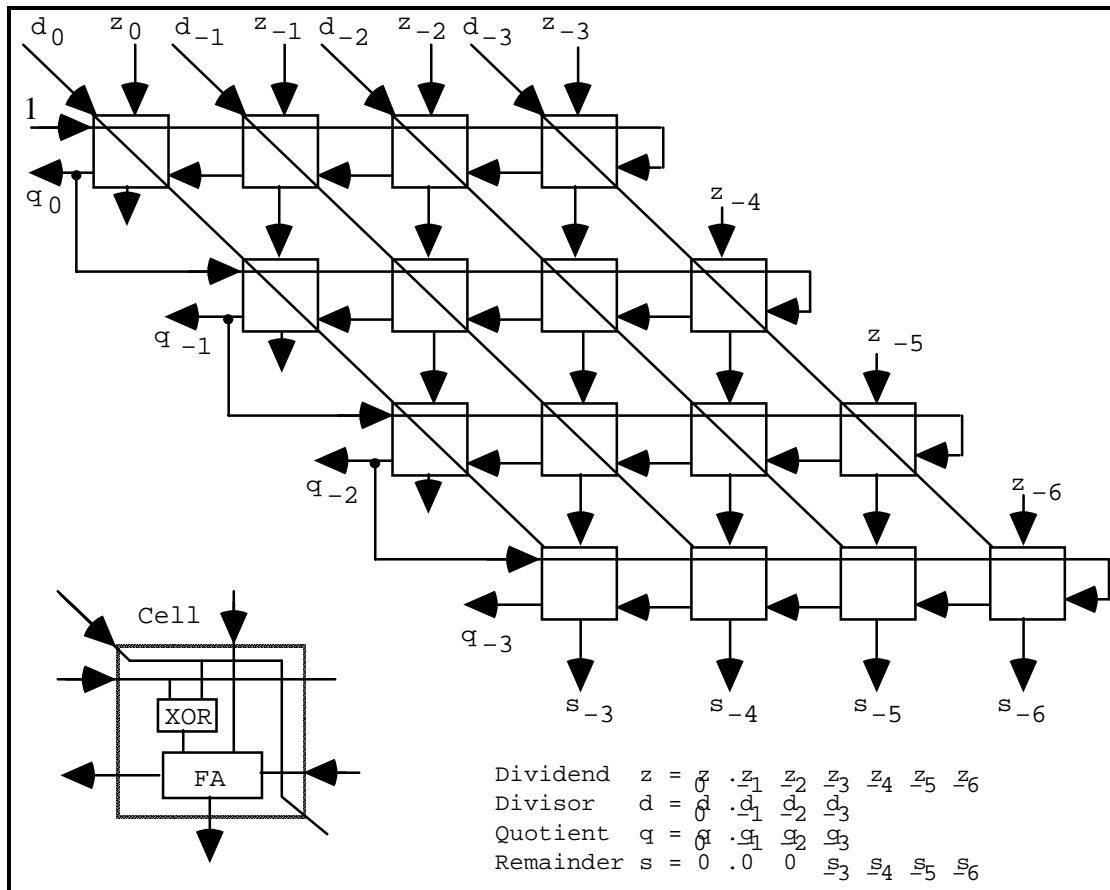 d0 z0 d-1 z-1 d-2 z-2 d-3 z-3
1
q0
z-4
q-1
z-5
q-2
z-6
Cell
q-3
XOR
s-3 s-4 s-5 s-6
FA
Dividend z = z0 .z-1 z-2 z-3 z-4 z-5 z-6
Divisor d = d0 .d-1 d-2 d-3
Quotient q = q0 .q-1 q-2 q-3
Remainder s = 0 .0 0 s-3 s-4 s-5 s-6